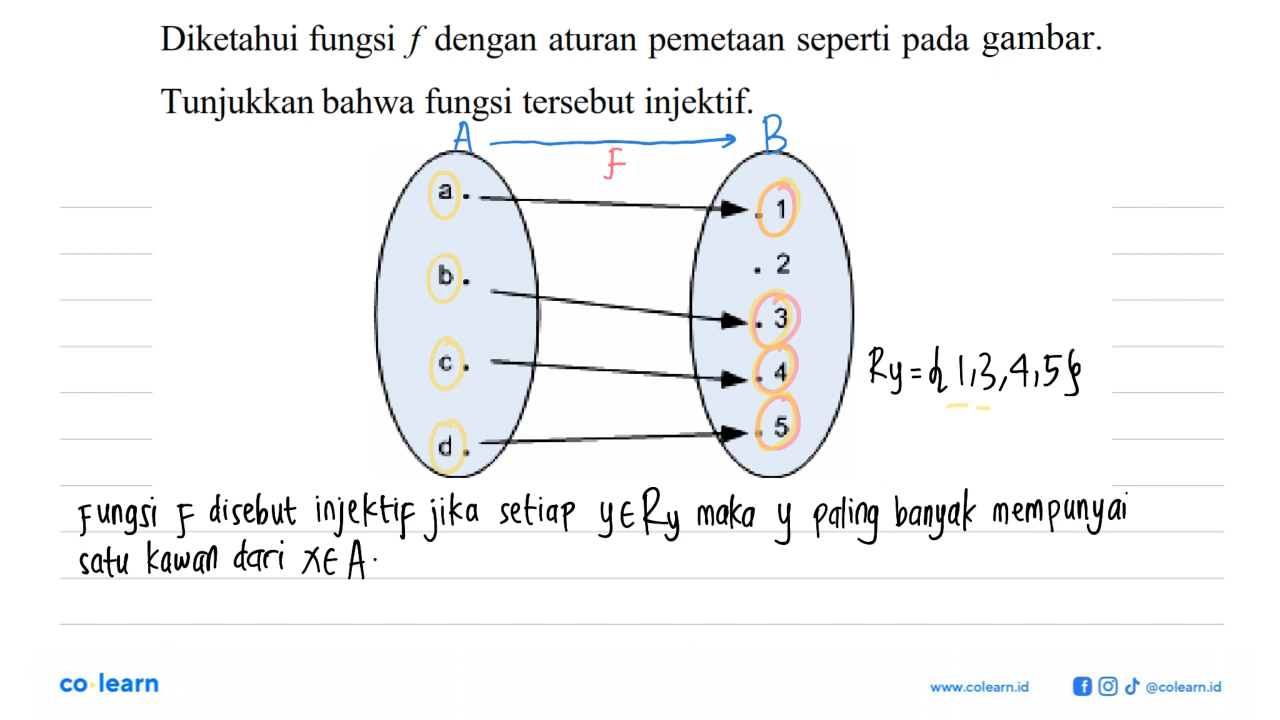 Diketahui fungsi f dengan aturan pemetaan seperti pada gambar.
Tunjukkan bahwa fungsi tersebut injektif.
A B
F
a. . 1
b. . 2
. 3
c. . 4
d. . 5
Ry = { 1,3,4,5}
Fungsi F disebut injektif jika setiap y ∈ Ry maka y paling banyak mempunyai
satu kawan dari x ∈ A.
co learn
www.colearn.id @colearn.id